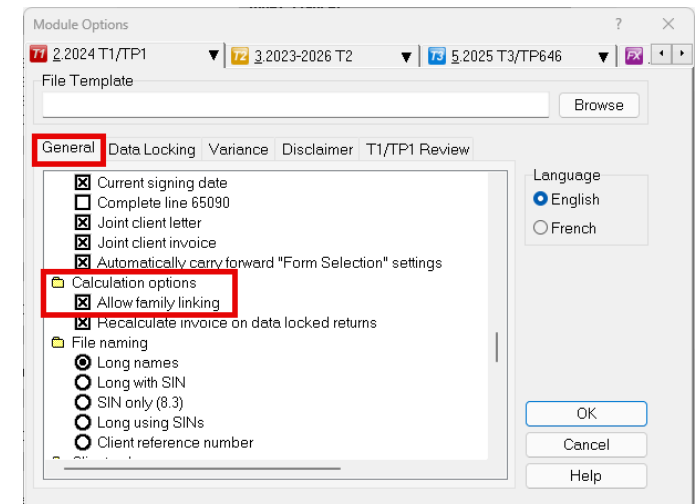 Module Options
?
T1 2.2024 T1/TP1
T2 3.2023-2026 T2
T3 5.2025 T3/TP646
FX
File Template
Browse
General Data Locking Variance Disclaimer T1/TP1 Review
Current signing date
Complete line 65090
Joint client letter
Joint client invoice
Automatically carry forward "Form Selection" settings
Calculation options
Allow family linking
Recalculate invoice on data locked returns
File naming
Long names
Long with SIN
SIN only (8.3)
Long using SINs
Client reference number
Language
English
French
OK
Cancel
Help